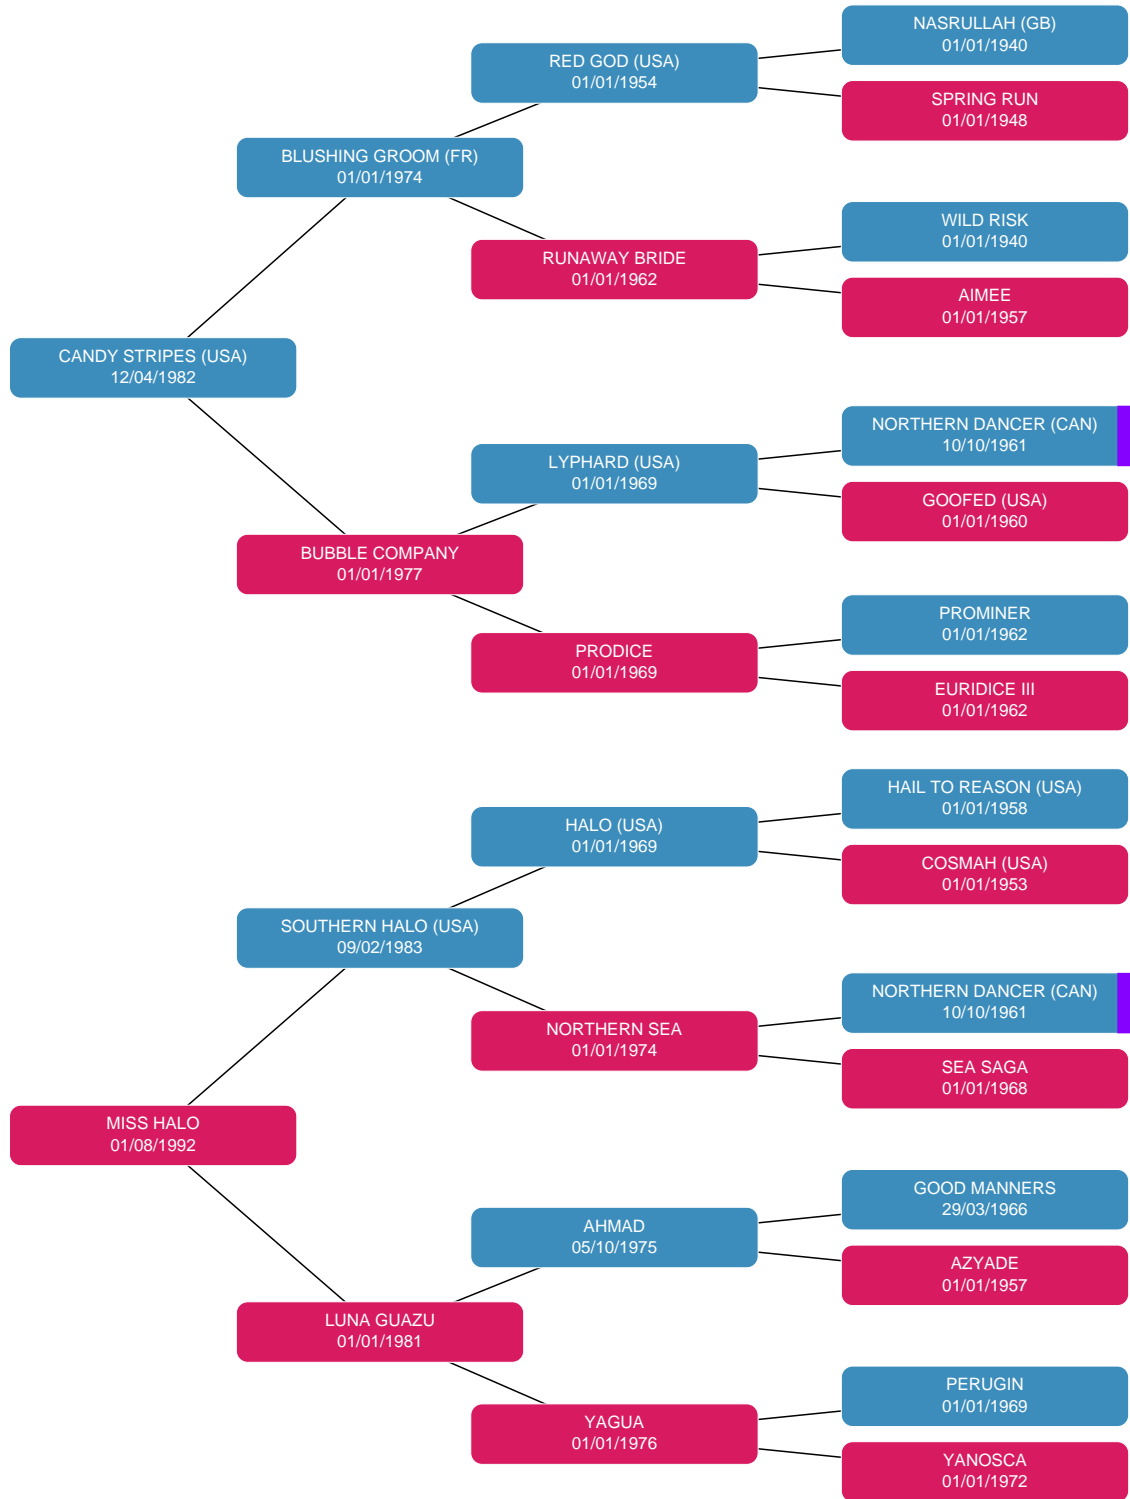 NASRULLAH (GB)
01/01/1940
RED GOD (USA)
01/01/1954
SPRING RUN
01/01/1948
BLUSHING GROOM (FR)
01/01/1974
WILD RISK
01/01/1940
RUNAWAY BRIDE
01/01/1962
AIMEE
01/01/1957
CANDY STRIPES (USA)
12/04/1982
NORTHERN DANCER (CAN)
10/10/1961
LYPHARD (USA)
01/01/1969
GOOFED (USA)
01/01/1960
BUBBLE COMPANY
01/01/1977
PROMINER
01/01/1962
PRODICE
01/01/1969
EURIDICE III
01/01/1962
HAIL TO REASON (USA)
01/01/1958
HALO (USA)
01/01/1969
COSMAH (USA)
01/01/1953
SOUTHERN HALO (USA)
09/02/1983
NORTHERN DANCER (CAN)
10/10/1961
NORTHERN SEA
01/01/1974
SEA SAGA
01/01/1968
MISS HALO
01/08/1992
GOOD MANNERS
29/03/1966
AHMAD
05/10/1975
AZYADE
01/01/1957
LUNA GUAZU
01/01/1981
PERUGIN
01/01/1969
YAGUA
01/01/1976
YANOSCA
01/01/1972